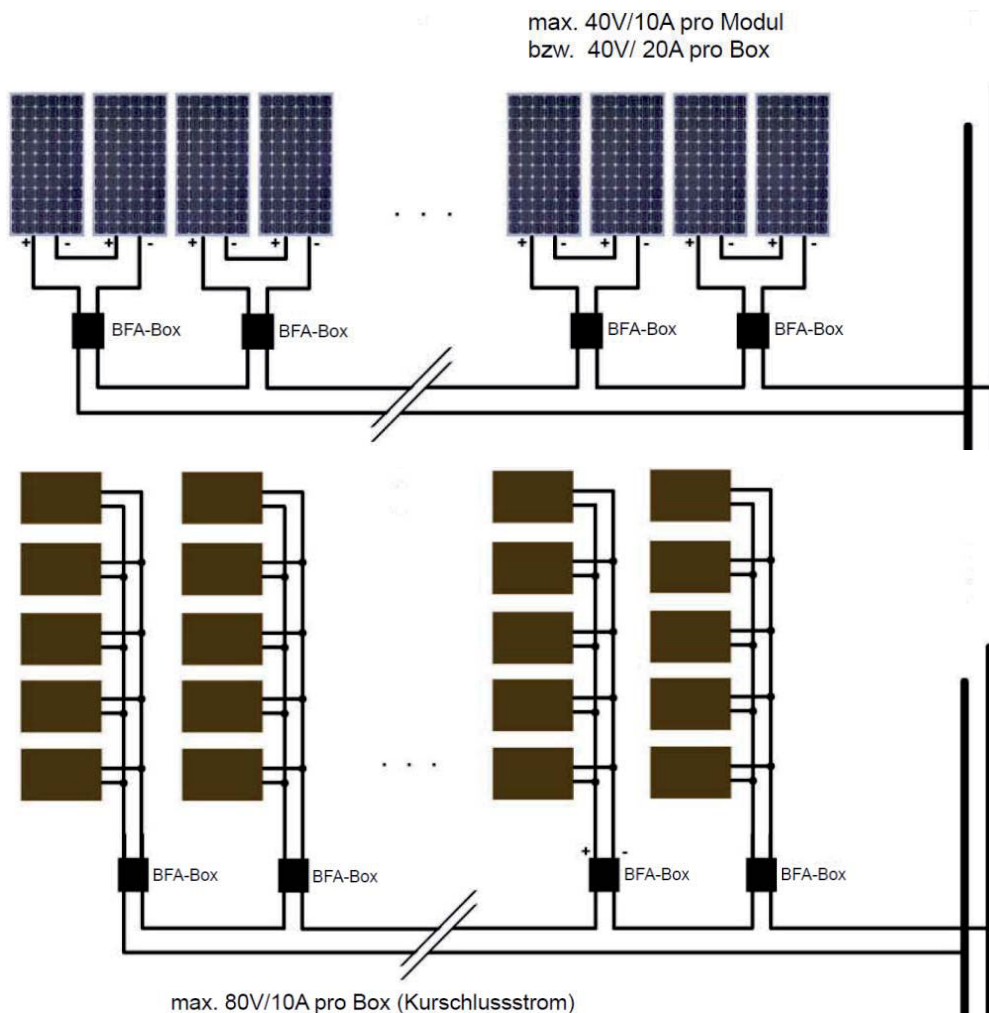 max. 40V/10A pro Modul
bzw. 40V/ 20A pro Box
. . .
+ - + - + - + - + - + - + - + -
BFA-Box BFA-Box BFA-Box BFA-Box
. . .
+ -
BFA-Box BFA-Box BFA-Box BFA-Box
max. 80V/10A pro Box (Kurschlussstrom)